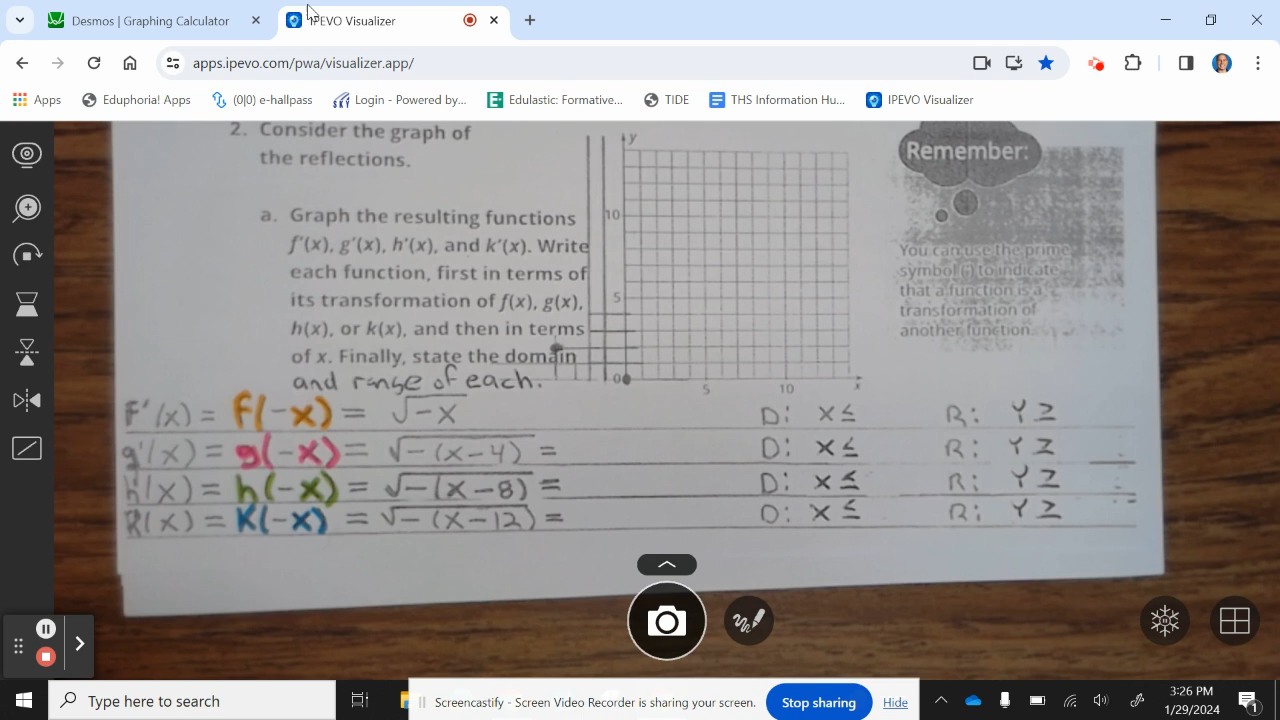 Desmos | Graphing Calculator
IPEVO Visualizer
apps.ipevo.com/pwa/visualizer.app/
Apps
Eduphoria! Apps
(0|0) e-hallpass
Login - Powered by...
Edulastic: Formative...
TIDE
THS Information Hu...
IPEVO Visualizer
2. Consider the graph of
the reflections.
a. Graph the resulting functions
f′(x), g′(x), h′(x), and k′(x). Write
each function, first in terms of
its transformation of f(x), g(x),
h(x), or k(x), and then in terms
of x. Finally, state the domain
and range of each.
y
10
5
0
5
10
x
Remember:
You can use the prime
symbol (′) to indicate
that a function is a
transformation of
another function.
F'(x) = f(-x) = √-x D: x≤ R: Y≥
g'(x) = g(-x) = √-(x-4) = D: x≤ R: Y≥
h'(x) = h(-x) = √-(x-8) = D: x≤ R: Y≥
K(x) = K(-x) = √-(x-12) = D: x≤ R: Y≥
Type here to search
Screencastify - Screen Video Recorder is sharing your screen.
Stop sharing
Hide
3:26 PM
1/29/2024
1